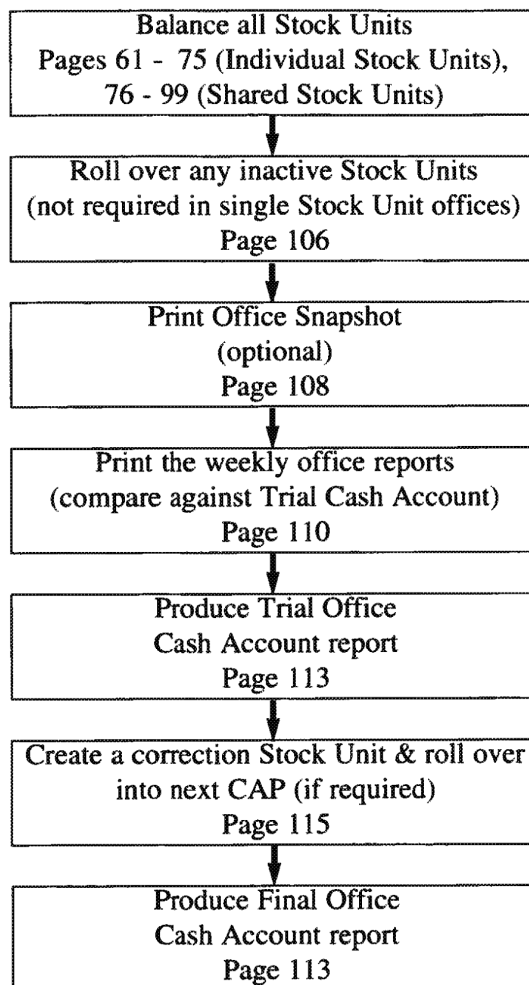 Balance all Stock Units
Pages 61 - 75 (Individual Stock Units),
76 - 99 (Shared Stock Units)
Roll over any inactive Stock Units
(not required in single Stock Unit offices)
Page 106
Print Office Snapshot
(optional)
Page 108
Print the weekly office reports
(compare against Trial Cash Account)
Page 110
Produce Trial Office
Cash Account report
Page 113
Create a correction Stock Unit & roll over
into next CAP (if required)
Page 115
Produce Final Office
Cash Account report
Page 113